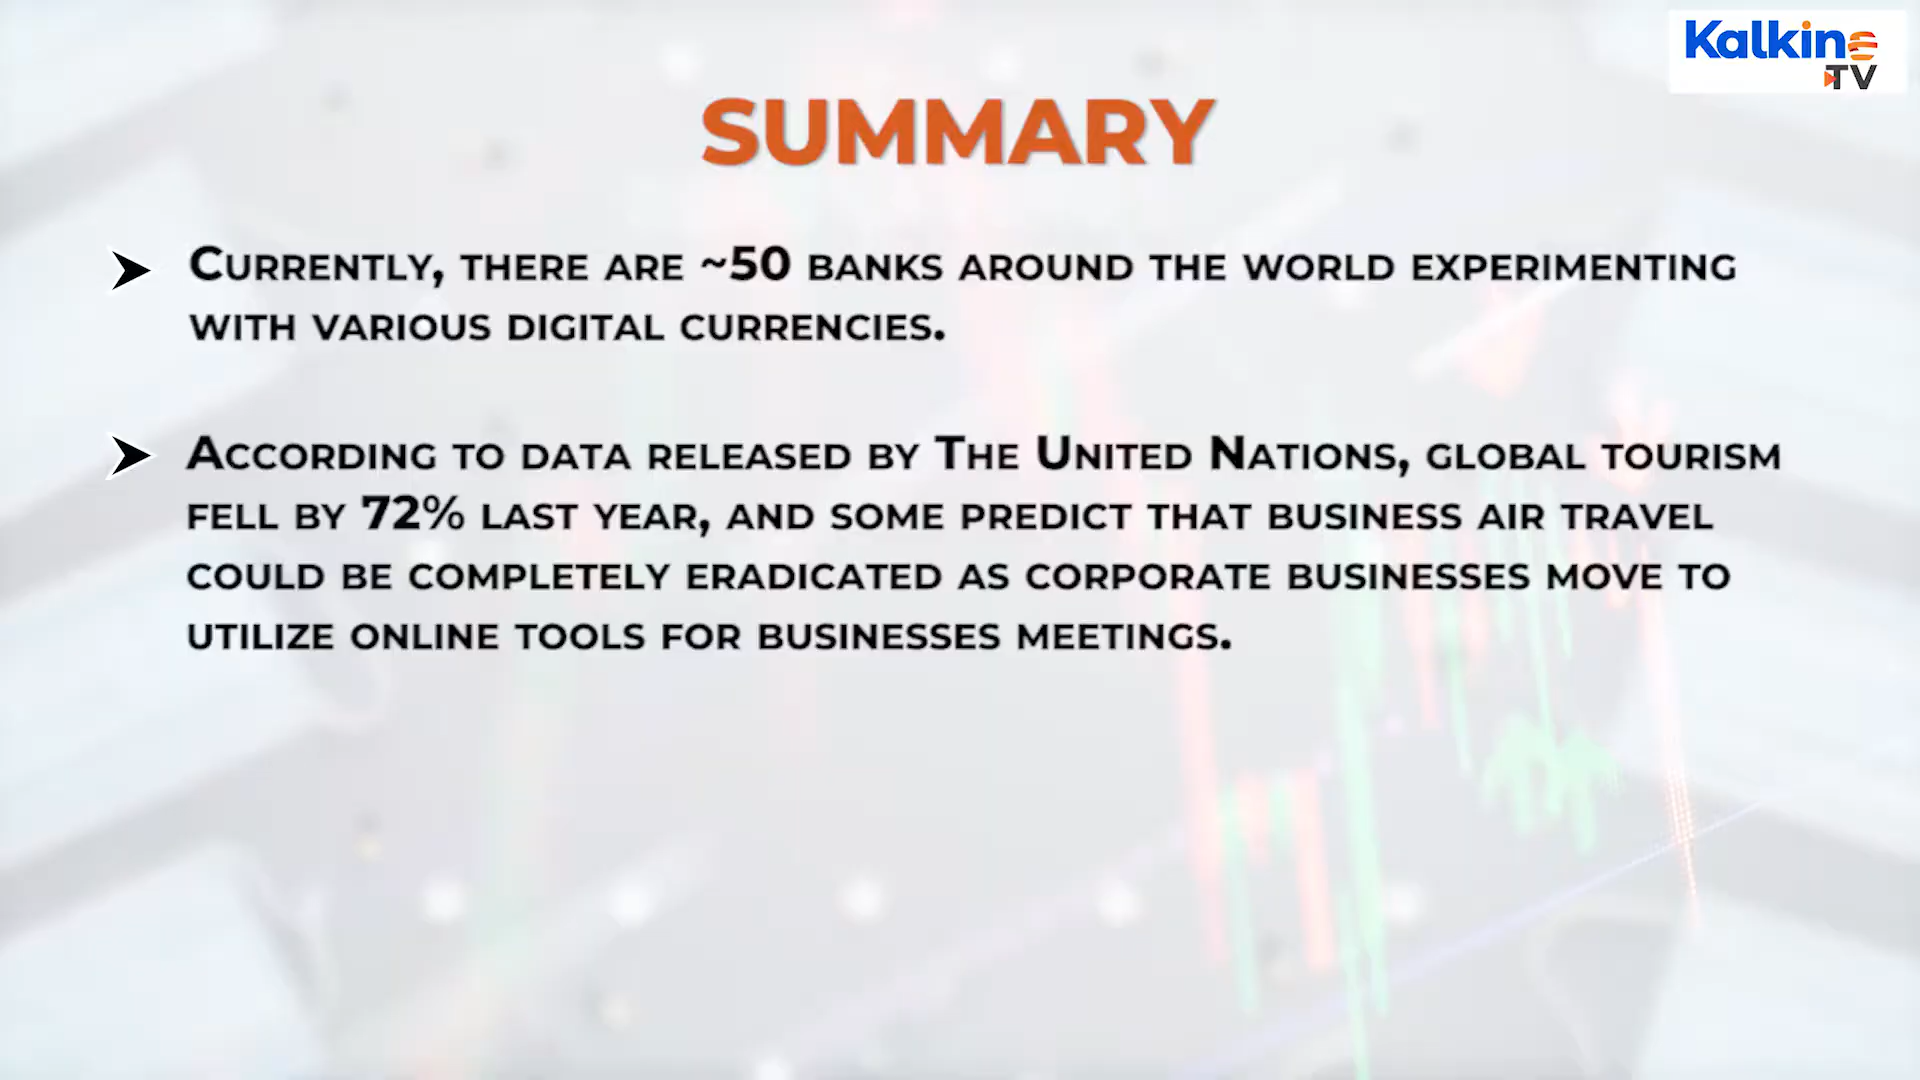 Kalkine
TV
SUMMARY
➤ Currently, there are ~50 banks around the world experimenting
with various digital currencies.
➤ According to data released by The United Nations, global tourism
fell by 72% last year, and some predict that business air travel
could be completely eradicated as corporate businesses move to
utilize online tools for businesses meetings.